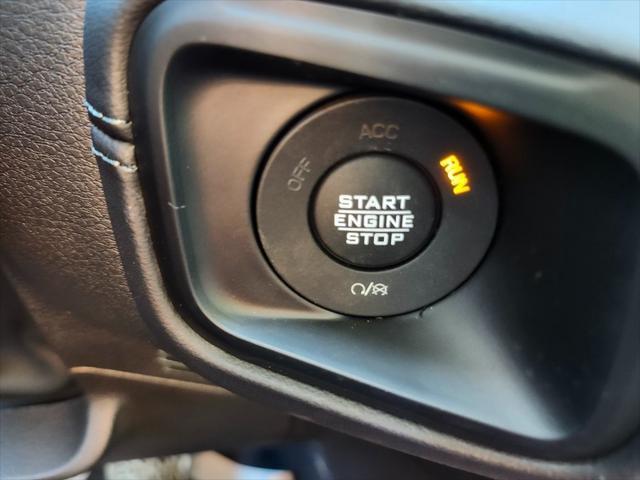 ACC
OFF
RUN
START
ENGINE
STOP